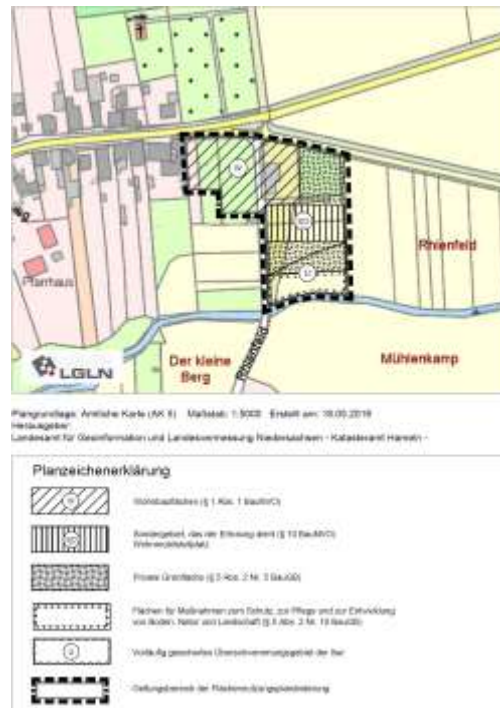 W
SO
Ü
Rhienfeld
Pfarrhaus
Rhienfeld
LGLN
Der kleine
Berg
Mühlenkamp
Plangrundlage: Amtliche Karte (AK 5) Maßstab: 1:5000 Erstellt am: 18.09.2019
Herausgeber:
Landesamt für Geoinformation und Landesvermessung Niedersachsen - Katasteramt Hameln -
Planzeichenerklärung
W
Wohnbauflächen (§ 1 Abs. 1 BauNVO)
SO
Sondergebiet, das der Erholung dient (§ 10 BauNVO)
Wohnmobilstellplatz
Private Grünfläche (§ 5 Abs. 2 Nr. 5 BauGB)
Flächen für Maßnahmen zum Schutz, zur Pflege und zur Entwicklung
von Boden, Natur und Landschaft (§ 5 Abs. 2 Nr. 10 BauGB)
Ü
Vorläufig gesichertes Überschwemmungsgebiet der
Geltungsbereich der Flächennutzungsplanänderung